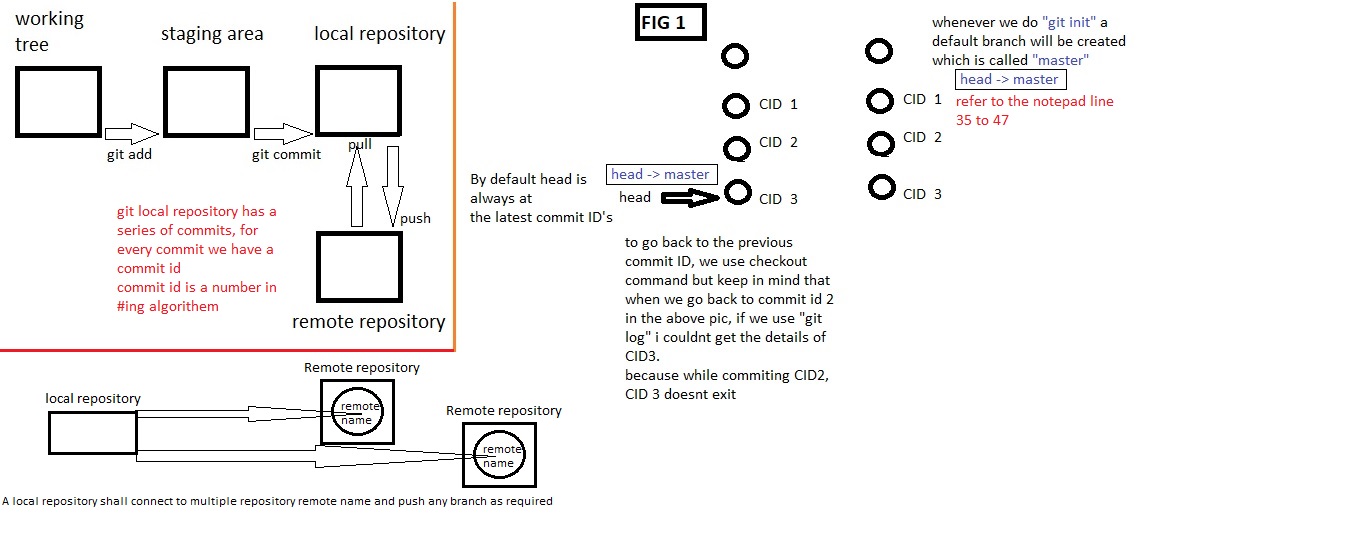 working
tree
staging area
local repository
git add
git commit
pull
push
git local repository has a
series of commits, for
every commit we have a
commit id
commit id is a number in
#ing algorithem
remote repository
Remote repository
local repository
remote
name
Remote repository
remote
name
A local repository shall connect to multiple repository remote name and push any branch as required
FIG 1
CID 1
CID 2
By default head is
always at
the latest commit ID's
head -> master
head
CID 3
to go back to the previous
commit ID, we use checkout
command but keep in mind that
when we go back to commit id 2
in the above pic, if we use "git
log" i couldnt get the details of
CID3.
because while commiting CID2,
CID 3 doesnt exit
whenever we do "git init" a
default branch will be created
which is called "master"
head -> master
CID 1
refer to the notepad line
35 to 47
CID 2
CID 3